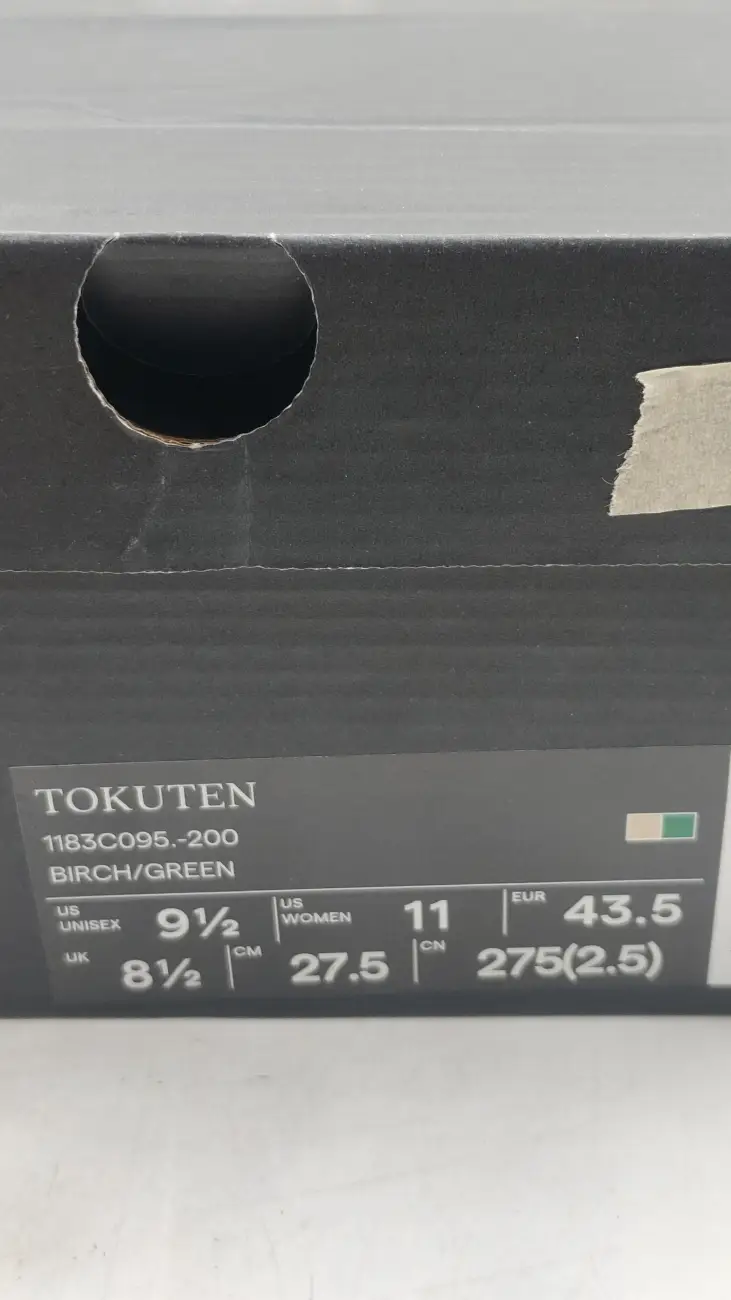 TOKUTEN
1183C095.-200
BIRCH/GREEN
US UNISEX 9½ US WOMEN 11 EUR 43.5
UK 8½ CM 27.5 CN 275(2.5)